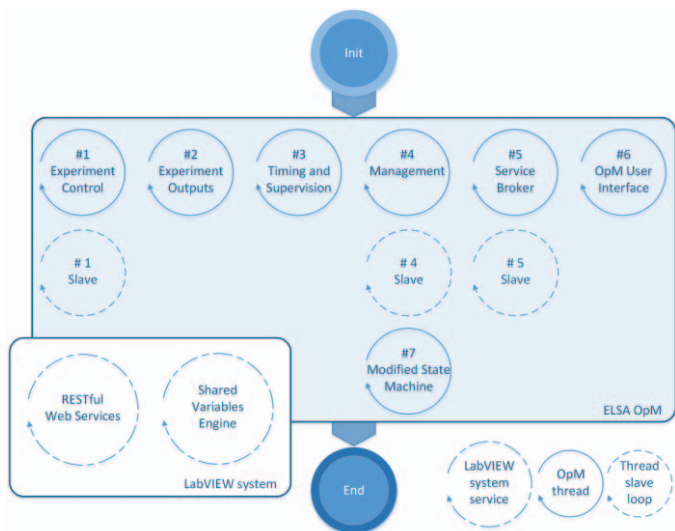 Init
#1
Experiment
Control
#2
Experiment
Outputs
#3
Timing and
Supervision
#4
Management
#5
Service
Broker
#6
OpM User
Interface
# 1
Slave
# 4
Slave
# 5
Slave
#7
Modified State
Machine
RESTful
Web Services
Shared
Variables
Engine
ELSA OpM
LabVIEW system
End
LabVIEW
system
service
OpM
thread
Thread
slave
loop